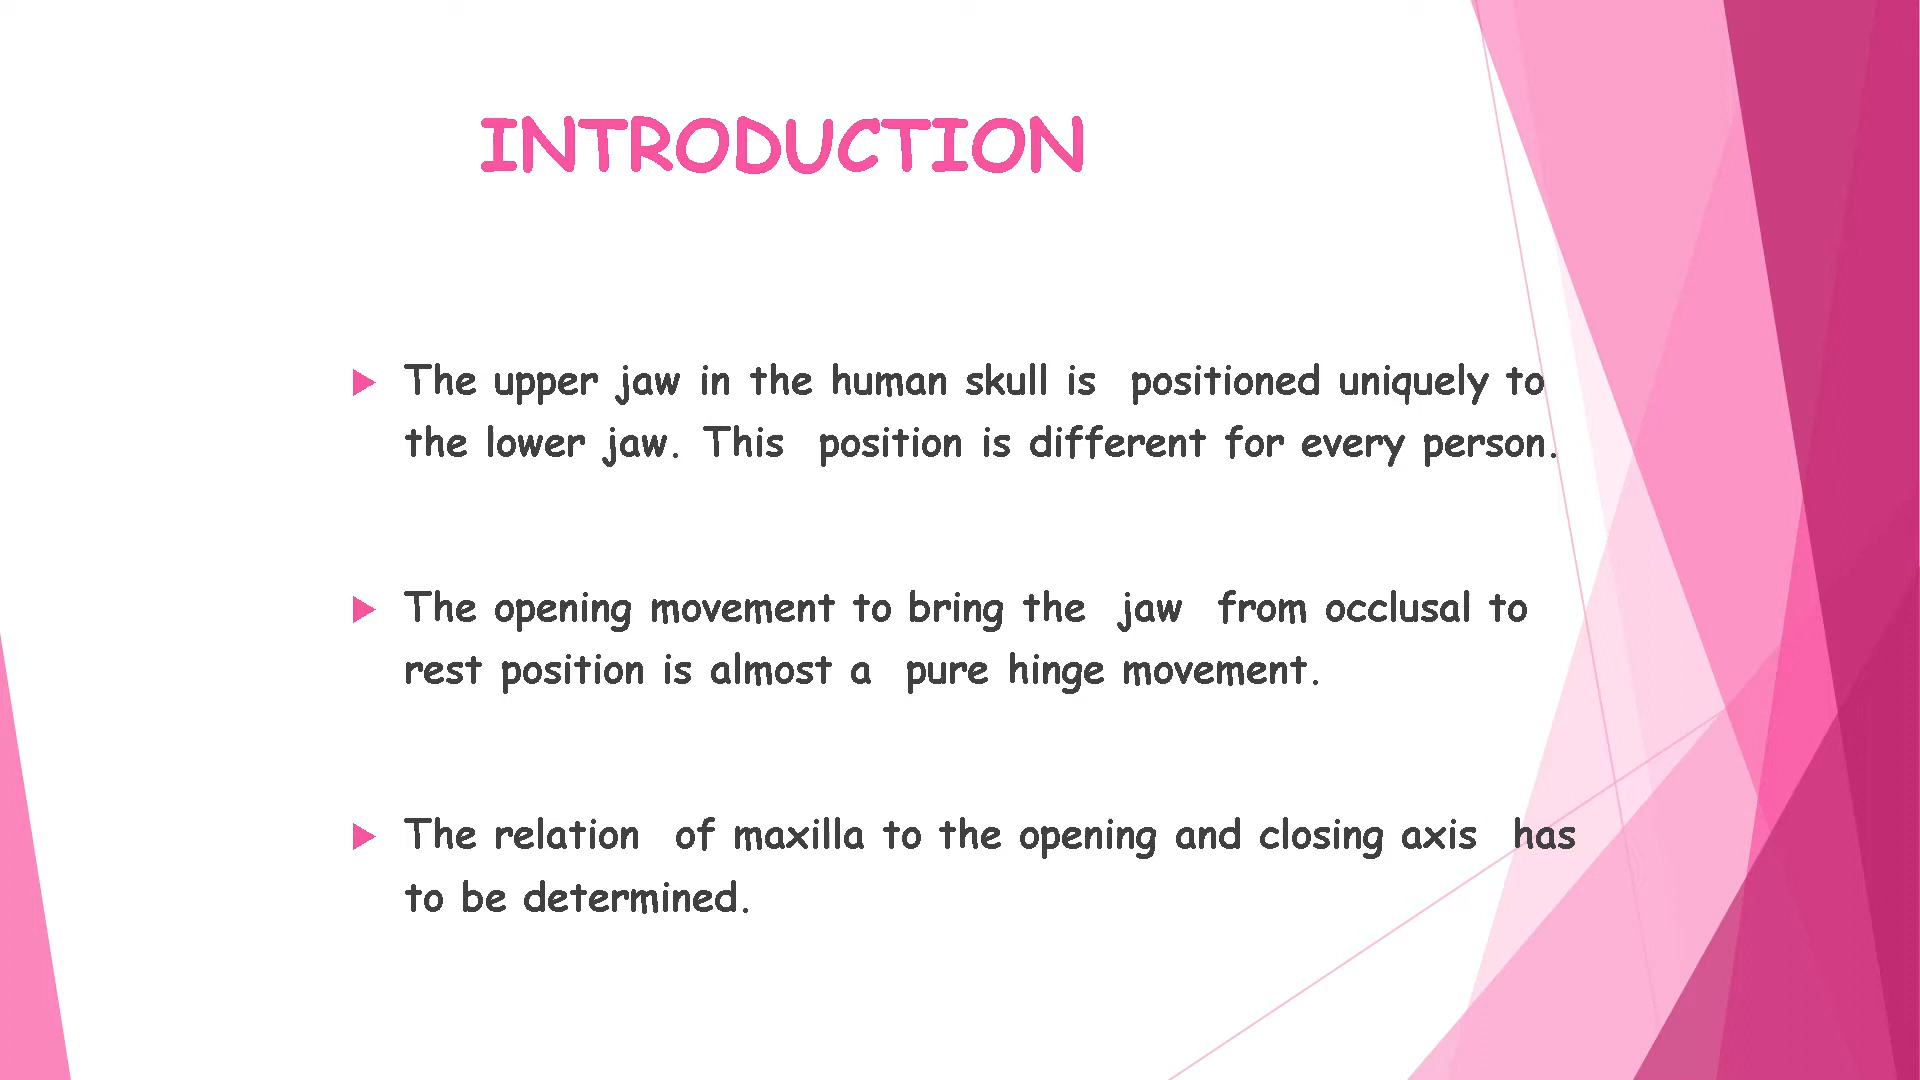 INTRODUCTION
The upper jaw in the human skull is positioned uniquely to
the lower jaw. This position is different for every person.
The opening movement to bring the jaw from occlusal to
rest position is almost a pure hinge movement.
The relation of maxilla to the opening and closing axis has
to be determined.